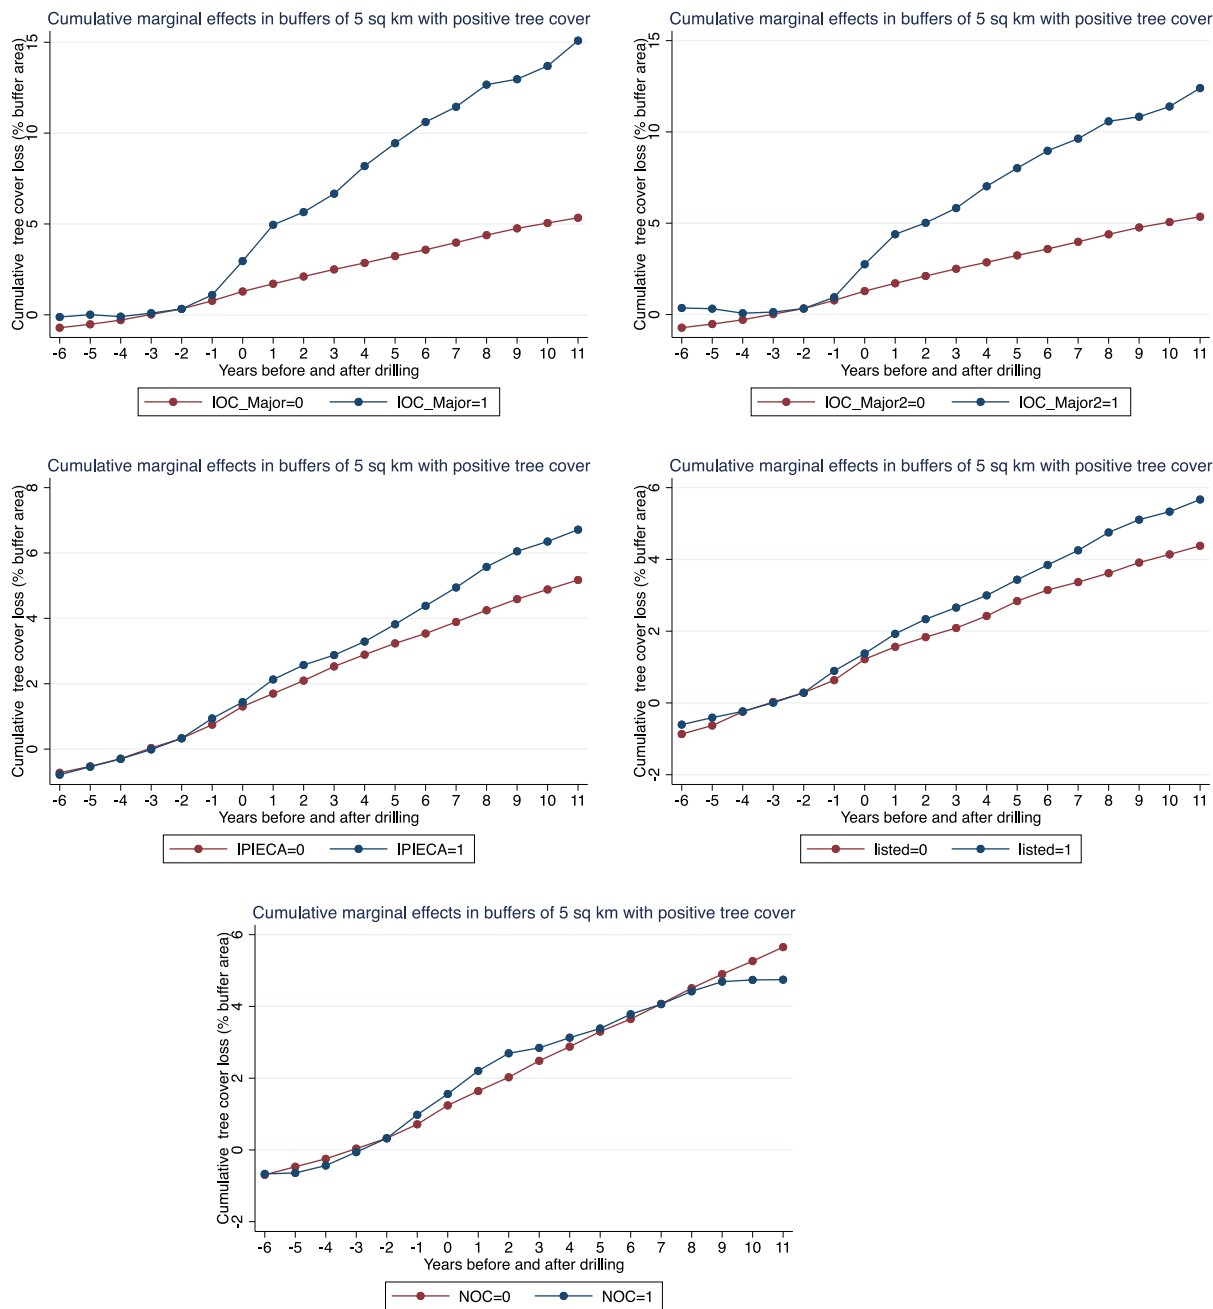 Cumulative marginal effects in buffers of 5 sq km with positive tree cover
Cumulative tree cover loss (% buffer area)
15
10
5
0
-6 -5 -4 -3 -2 -1 0 1 2 3 4 5 6 7 8 9 10 11
Years before and after drilling
IOC_Major=0 IOC_Major=1
Cumulative marginal effects in buffers of 5 sq km with positive tree cover
Cumulative tree cover loss (% buffer area)
15
10
5
0
-6 -5 -4 -3 -2 -1 0 1 2 3 4 5 6 7 8 9 10 11
Years before and after drilling
IOC_Major2=0 IOC_Major2=1
Cumulative marginal effects in buffers of 5 sq km with positive tree cover
Cumulative tree cover loss (% buffer area)
8
6
4
2
0
-6 -5 -4 -3 -2 -1 0 1 2 3 4 5 6 7 8 9 10 11
Years before and after drilling
IPIECA=0 IPIECA=1
Cumulative marginal effects in buffers of 5 sq km with positive tree cover
Cumulative tree cover loss (% buffer area)
6
4
2
0
-2
-6 -5 -4 -3 -2 -1 0 1 2 3 4 5 6 7 8 9 10 11
Years before and after drilling
listed=0 listed=1
Cumulative marginal effects in buffers of 5 sq km with positive tree cover
Cumulative tree cover loss (% buffer area)
6
4
2
0
-2
-6 -5 -4 -3 -2 -1 0 1 2 3 4 5 6 7 8 9 10 11
Years before and after drilling
NOC=0 NOC=1